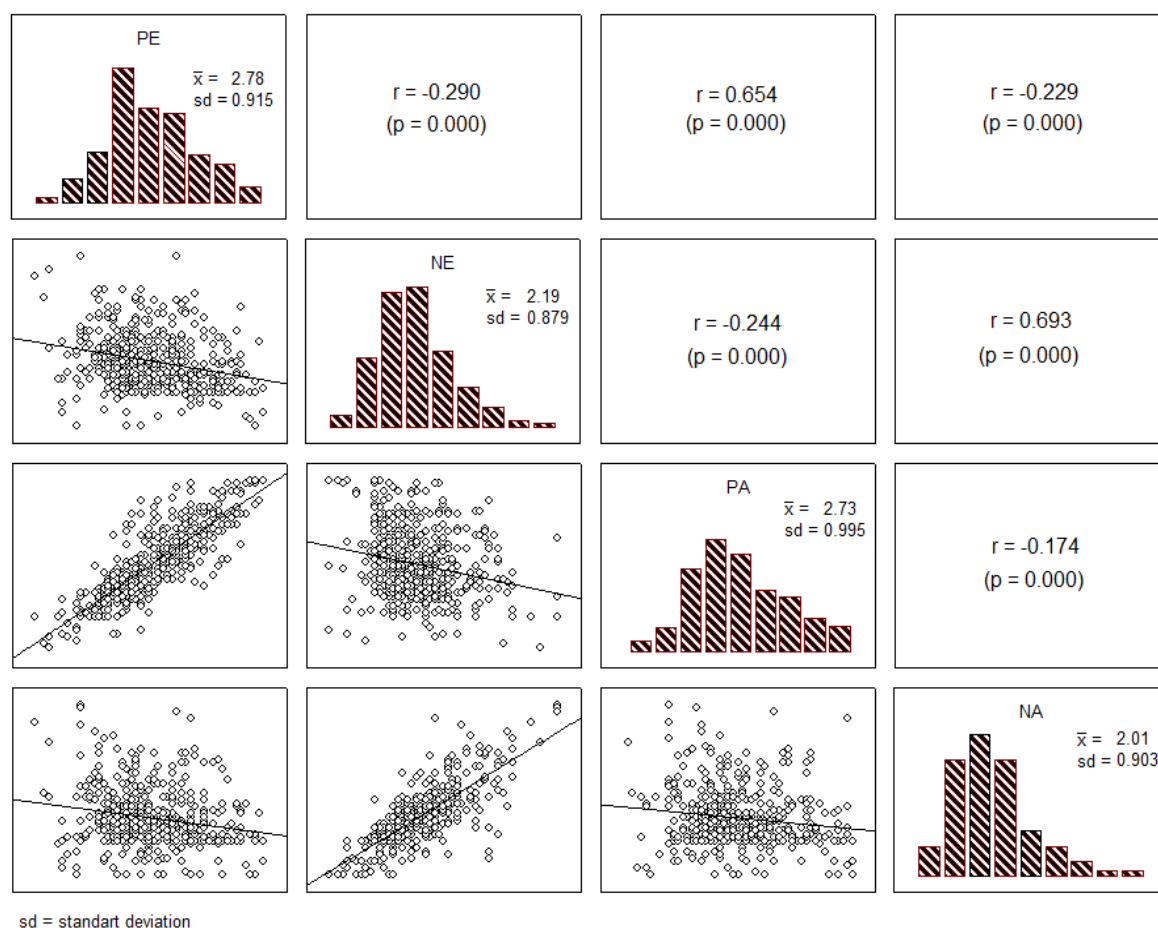 PE
x̄ = 2.78
sd = 0.915
r = -0.290
(p = 0.000)
r = 0.654
(p = 0.000)
r = -0.229
(p = 0.000)
NE
x̄ = 2.19
sd = 0.879
r = -0.244
(p = 0.000)
r = 0.693
(p = 0.000)
PA
x̄ = 2.73
sd = 0.995
r = -0.174
(p = 0.000)
NA
x̄ = 2.01
sd = 0.903
sd = standart deviation